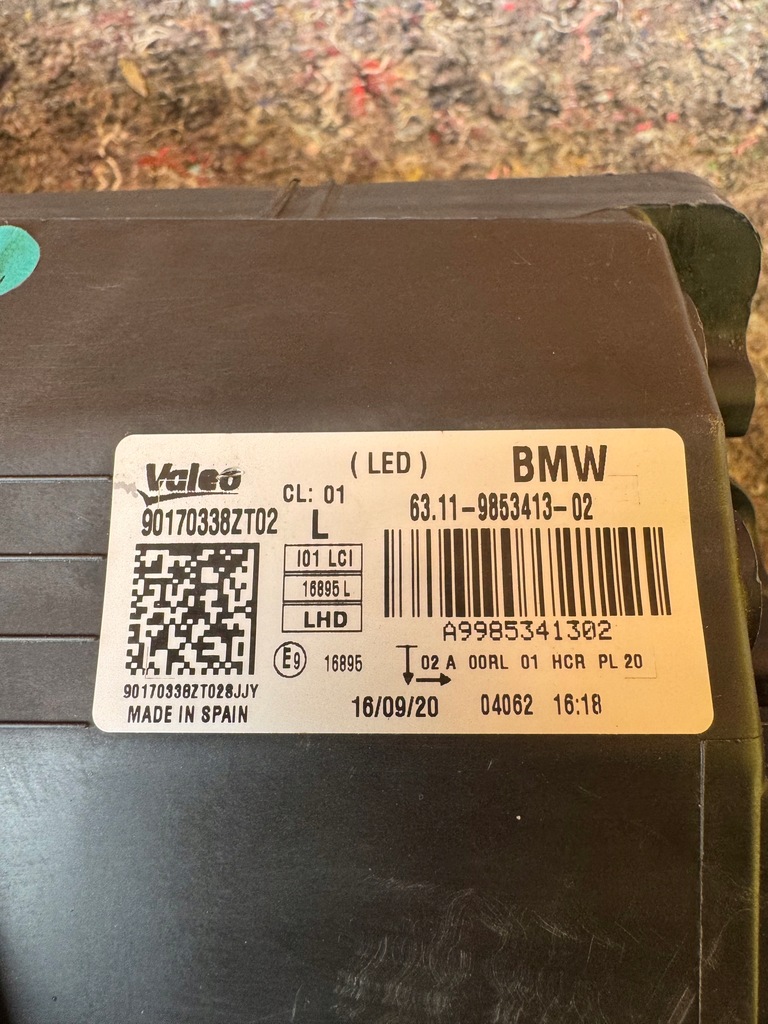 Valeo
(LED)
BMW
CL: 01
90170338ZT02
L
63.11-9853413-02
I01 LCI
16895 L
LHD
A9985341302
E9
16895
02 A 00RL 01 HCR PL 20
90170338ZT028JJY
MADE IN SPAIN
16/09/20
04062 16:18